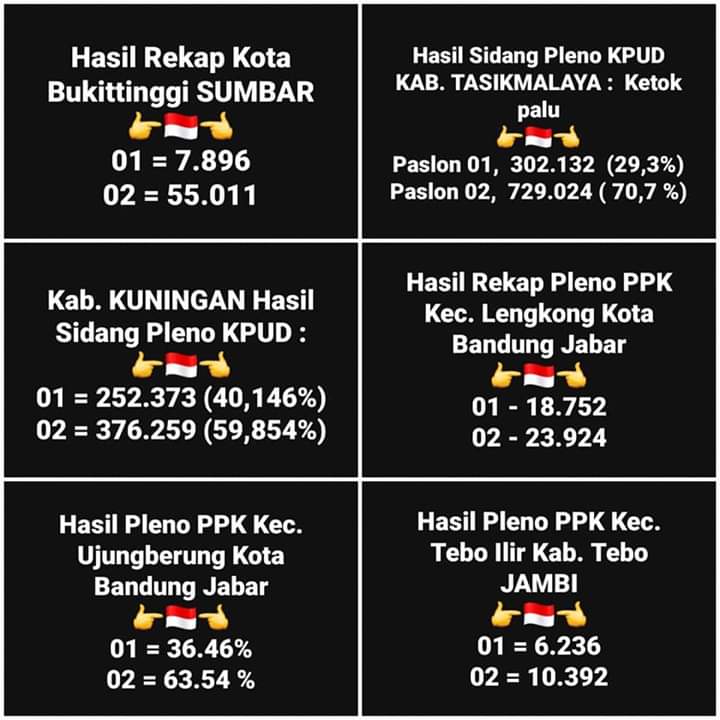 Hasil Rekap Kota
Bukittinggi SUMBAR
👉🇮🇩👈
01 = 7.896
02 = 55.011
Hasil Sidang Pleno KPUD
KAB. TASIKMALAYA :  Ketok
palu
👉🇮🇩👈
Paslon 01,  302.132  (29,3%)
Paslon 02,  729.024 ( 70,7 %)
Kab. KUNINGAN Hasil
Sidang Pleno KPUD :
👉🇮🇩👈
01 = 252.373 (40,146%)
02 = 376.259 (59,854%)
Hasil Rekap Pleno PPK
Kec. Lengkong Kota
Bandung Jabar
👉🇮🇩👈
01 - 18.752
02 - 23.924
Hasil Pleno PPK Kec.
Ujungberung Kota
Bandung Jabar
👉🇮🇩👈
01 = 36.46%
02 = 63.54 %
Hasil Pleno PPK Kec.
Tebo Ilir Kab. Tebo
JAMBI
👉🇮🇩👈
01 = 6.236
02 = 10.392